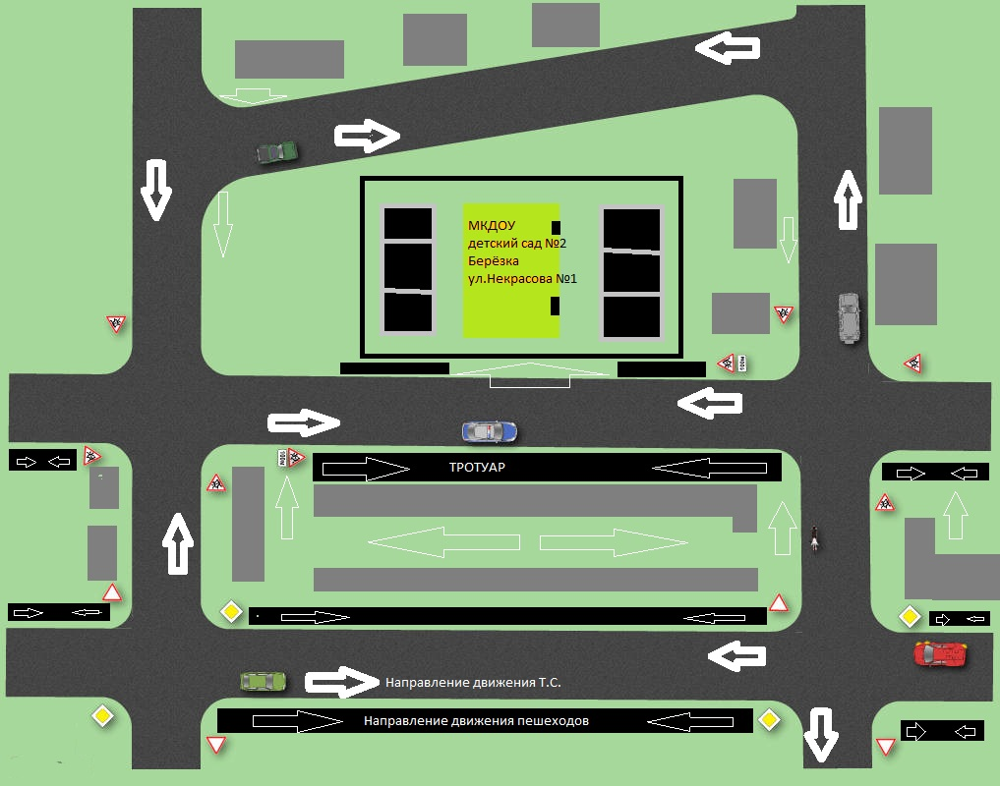 МКДОУ
детский сад №2
Берёзка
ул.Некрасова №1
ТРОТУАР
Направление движения Т.С.
Направление движения пешеходов